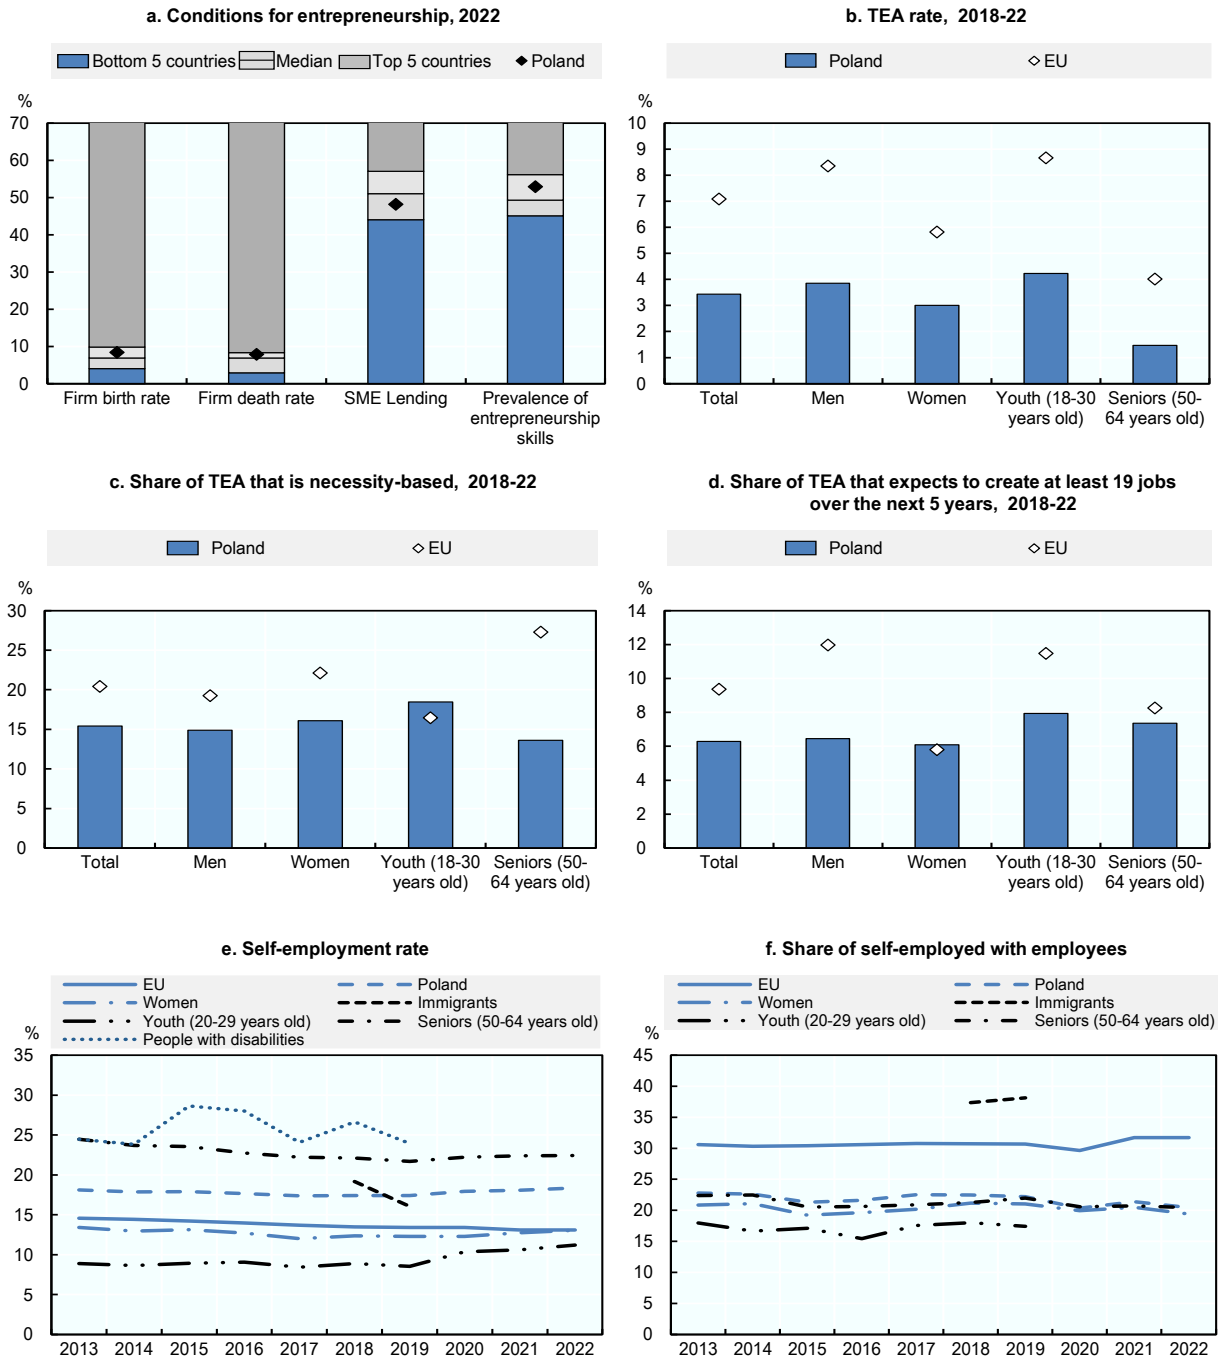 a. Conditions for entrepreneurship, 2022
Bottom 5 countries Median Top 5 countries Poland
%
70
60
50
40
30
20
10
0
Firm birth rate Firm death rate SME Lending Prevalence of
entrepreneurship
skills
b. TEA rate, 2018-22
Poland EU
%
10
9
8
7
6
5
4
3
2
1
0
Total Men Women Youth (18-30 Seniors (50-
years old) 64 years old)
c. Share of TEA that is necessity-based, 2018-22
Poland EU
%
30
25
20
15
10
5
0
Total Men Women Youth (18-30 Seniors (50-
years old) 64 years old)
d. Share of TEA that expects to create at least 19 jobs
over the next 5 years, 2018-22
Poland EU
%
14
12
10
8
6
4
2
0
Total Men Women Youth (18-30 Seniors (50-
years old) 64 years old)
e. Self-employment rate
EU Poland
Women Immigrants
Youth (20-29 years old) Seniors (50-64 years old)
People with disabilities
%
35
30
25
20
15
10
5
0
2013 2014 2015 2016 2017 2018 2019 2020 2021 2022
f. Share of self-employed with employees
EU Poland
Women Immigrants
Youth (20-29 years old) Seniors (50-64 years old)
%
45
40
35
30
25
20
15
10
5
0
2013 2014 2015 2016 2017 2018 2019 2020 2021 2022